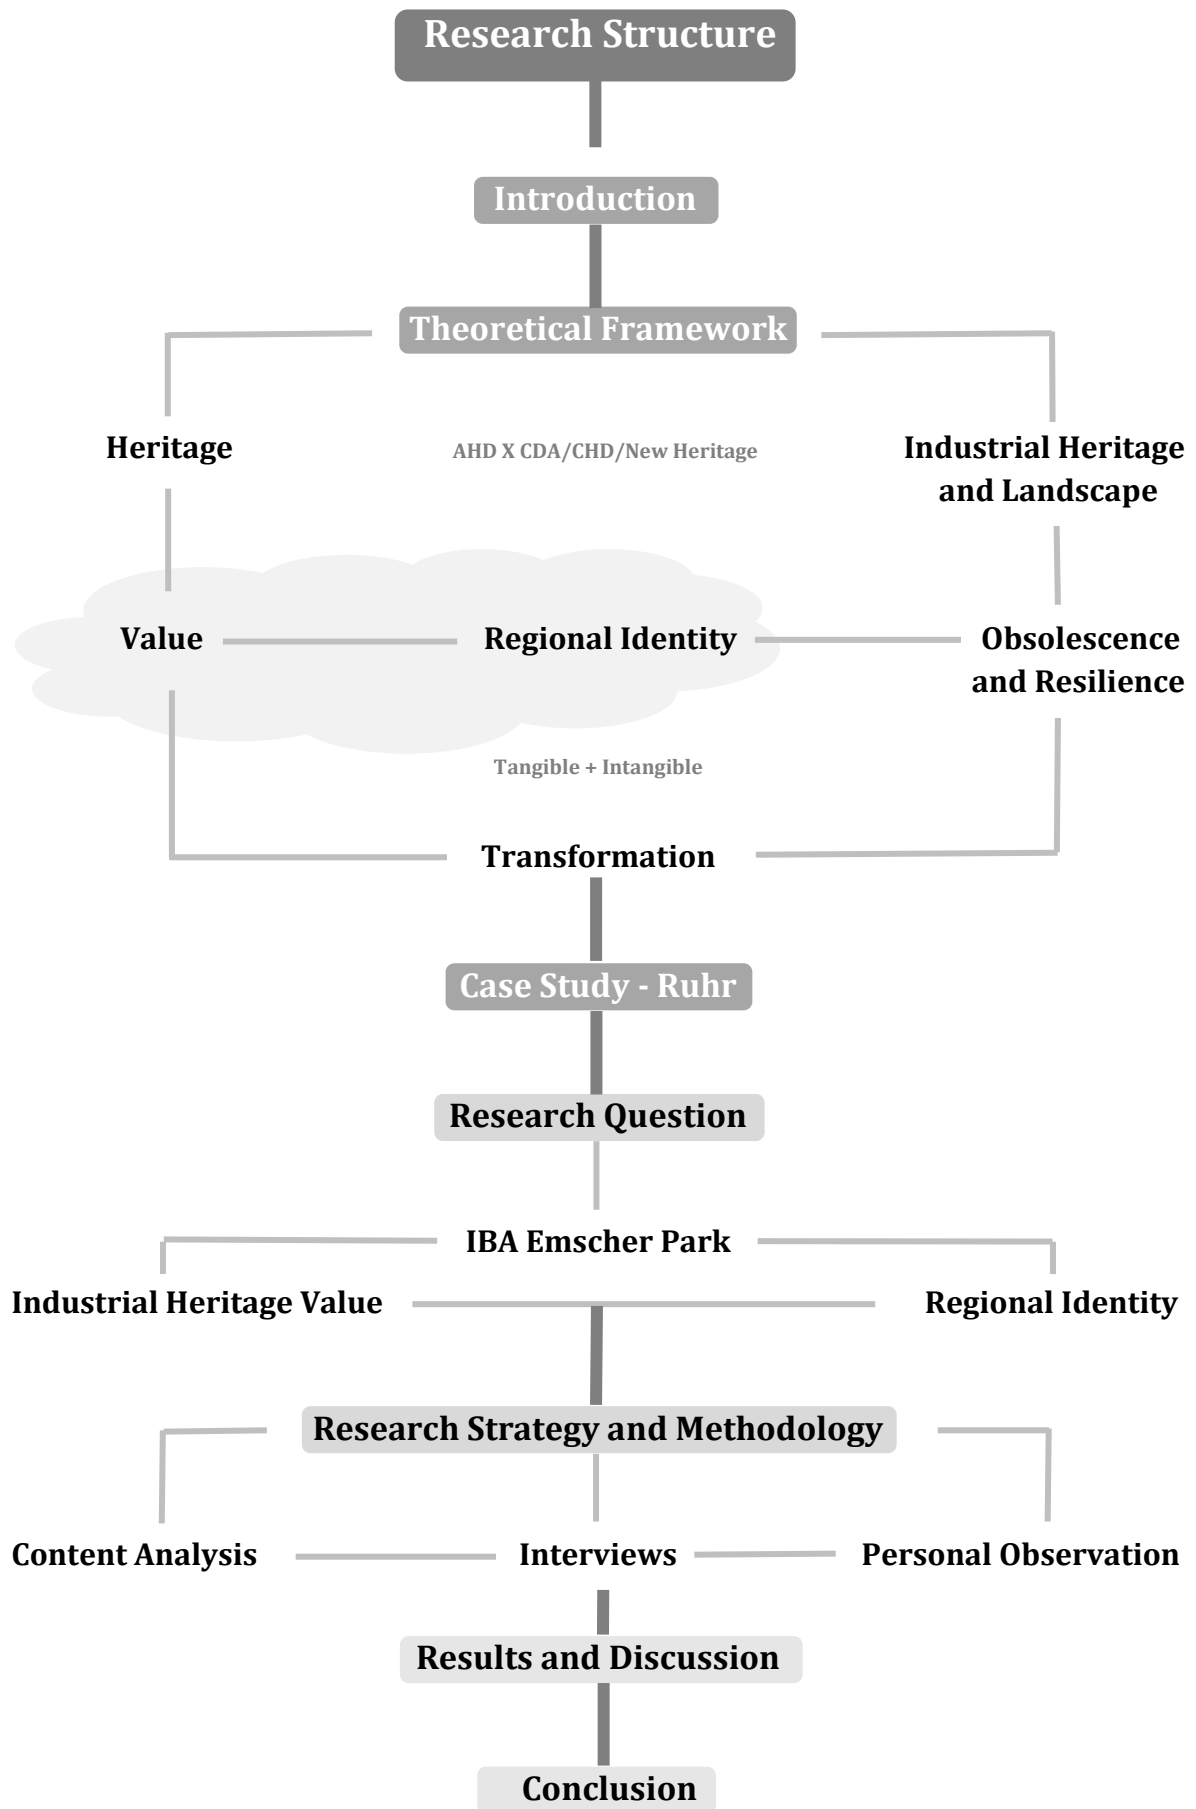 Research Structure
Introduction
Theoretical Framework
Heritage
AHD X CDA/CHD/New Heritage
Industrial Heritage
and Landscape
Value
Regional Identity
Obsolescence
and Resilience
Tangible + Intangible
Transformation
Case Study - Ruhr
Research Question
IBA Emscher Park
Industrial Heritage Value
Regional Identity
Research Strategy and Methodology
Content Analysis
Interviews
Personal Observation
Results and Discussion
Conclusion